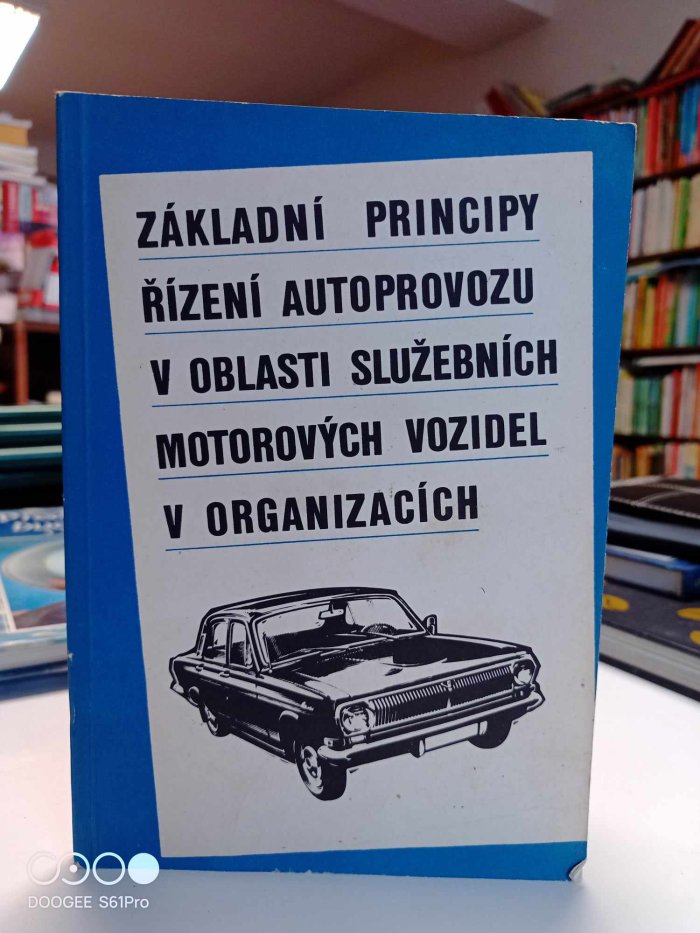 ZÁKLADNÍ PRINCIPY
ŘÍZENÍ AUTOPROVOZU
V OBLASTI SLUŽEBNÍCH
MOTOROVÝCH VOZIDEL
V ORGANIZACÍCH
DOOGEE S61Pro